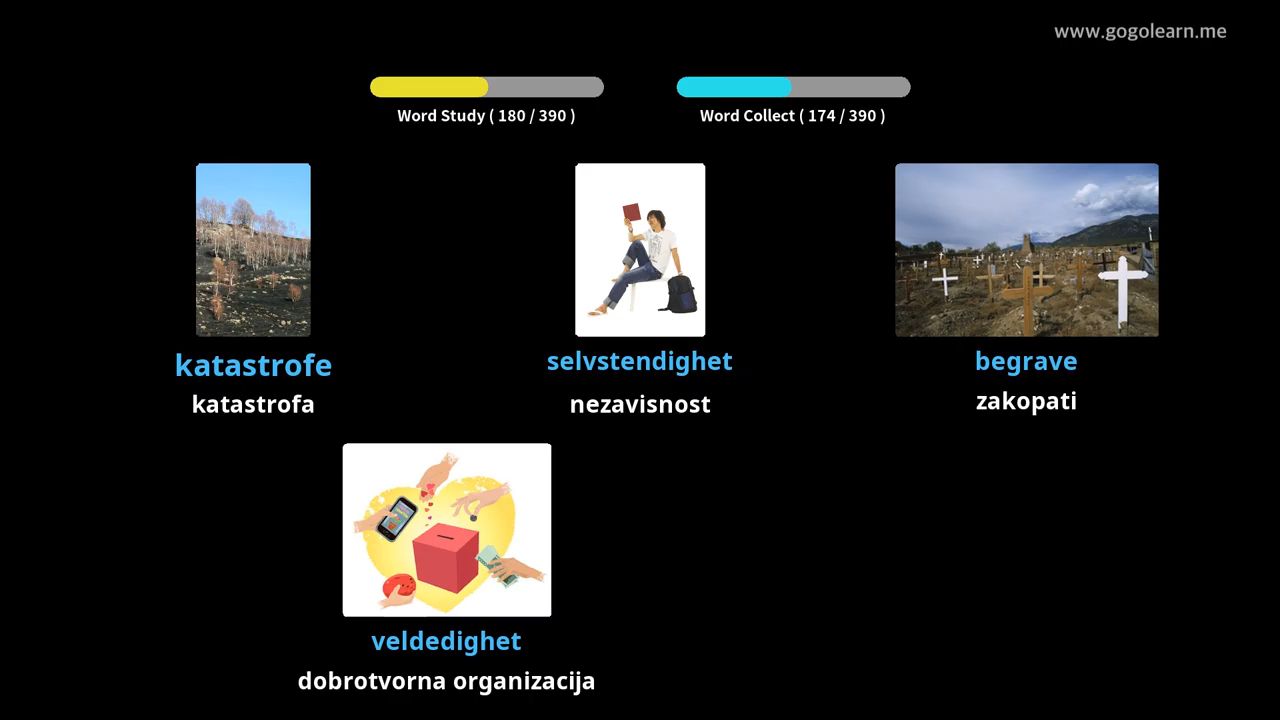 www.gogolearn.me
Word Study ( 180 / 390 )
Word Collect ( 174 / 390 )
katastrofe
katastrofa
selvstendighet
nezavisnost
begrave
zakopati
veldedighet
dobrotvorna organizacija